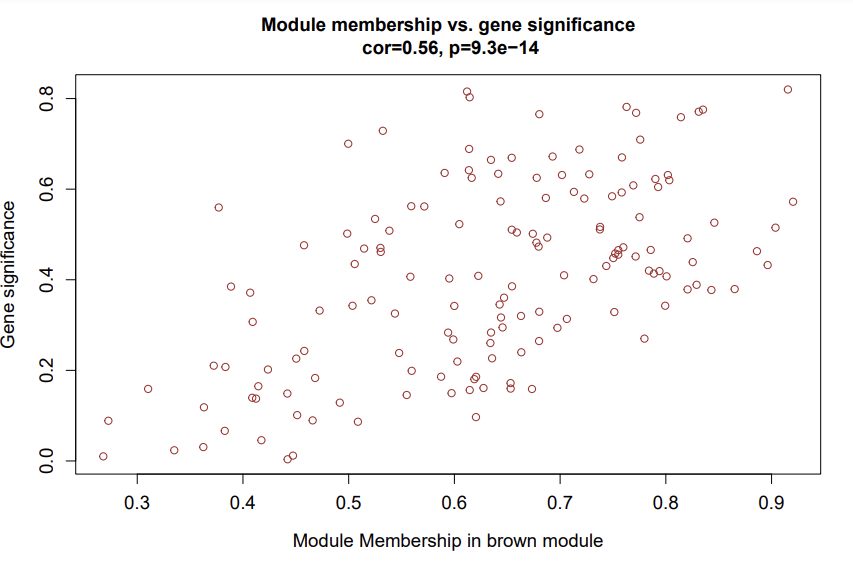 Module membership vs. gene significance
cor=0.56, p=9.3e−14
Gene significance
0.8
0.6
0.4
0.2
0.0
0.3 0.4 0.5 0.6 0.7 0.8 0.9
Module Membership in brown module